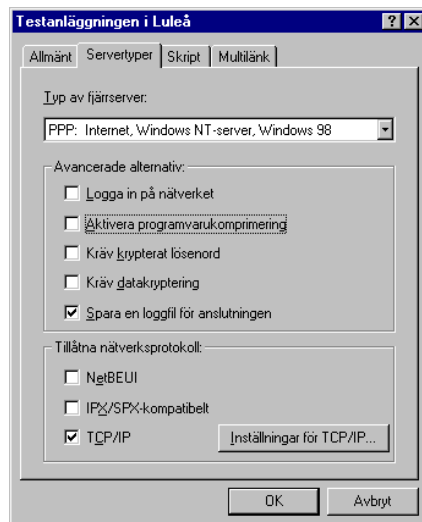 Testanläggningen i Luleå
Allmänt Servertyper Skript Multilänk
Typ av fjärrserver:
PPP: Internet, Windows NT-server, Windows 98
Avancerade alternativ:
Logga in på nätverket
Aktivera programvarukomprimering
Kräv krypterat lösenord
Kräv datakryptering
Spara en loggfil för anslutningen
Tillåtna nätverksprotokoll:
NetBEUI
IPX/SPX-kompatibelt
TCP/IP Inställningar för TCP/IP...
OK Avbryt